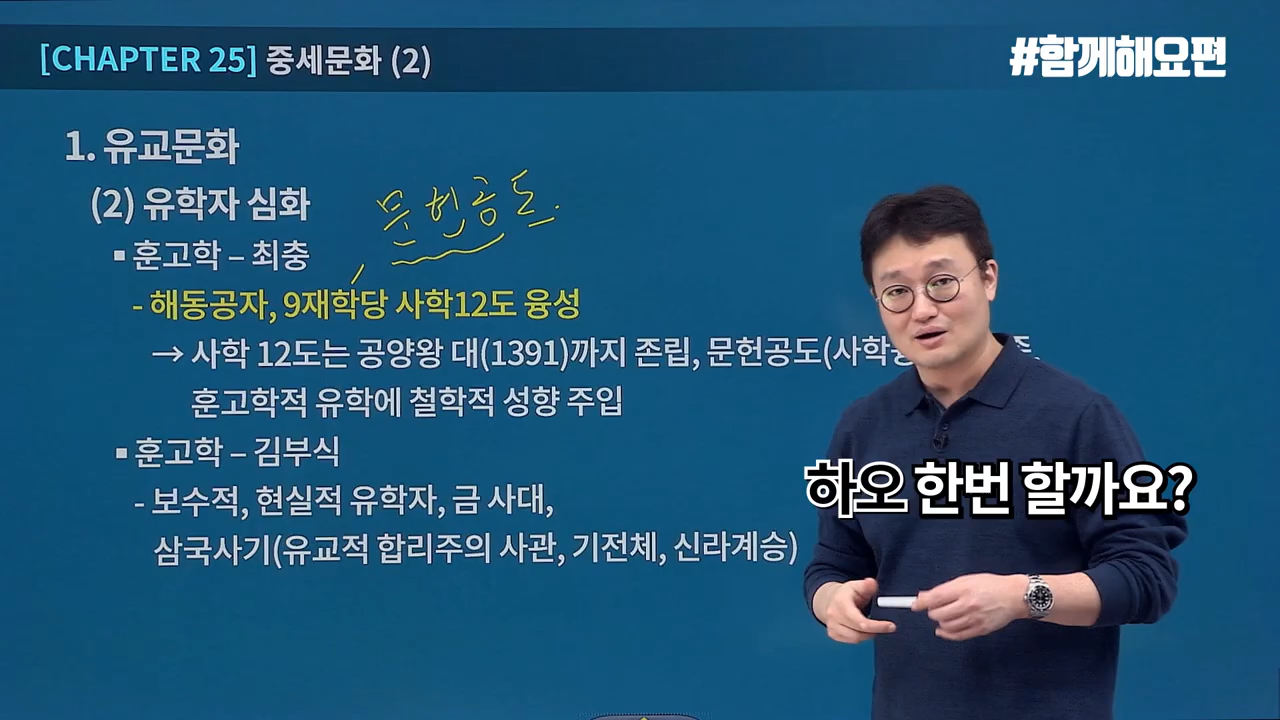 [CHAPTER 25] 중세문화 (2)
#함께해요편
1. 유교문화
(2) 유학자 심화
문헌공도.
▪ 훈고학 – 최충
- 해동공자, 9재학당 사학12도 융성
→ 사학 12도는 공양왕 대(1391)까지 존립, 문헌공도(사학
훈고학적 유학에 철학적 성향 주입
▪ 훈고학 – 김부식
하오 한번 할까요?
- 보수적, 현실적 유학자, 금 사대,
삼국사기(유교적 합리주의 사관, 기전체, 신라계승)